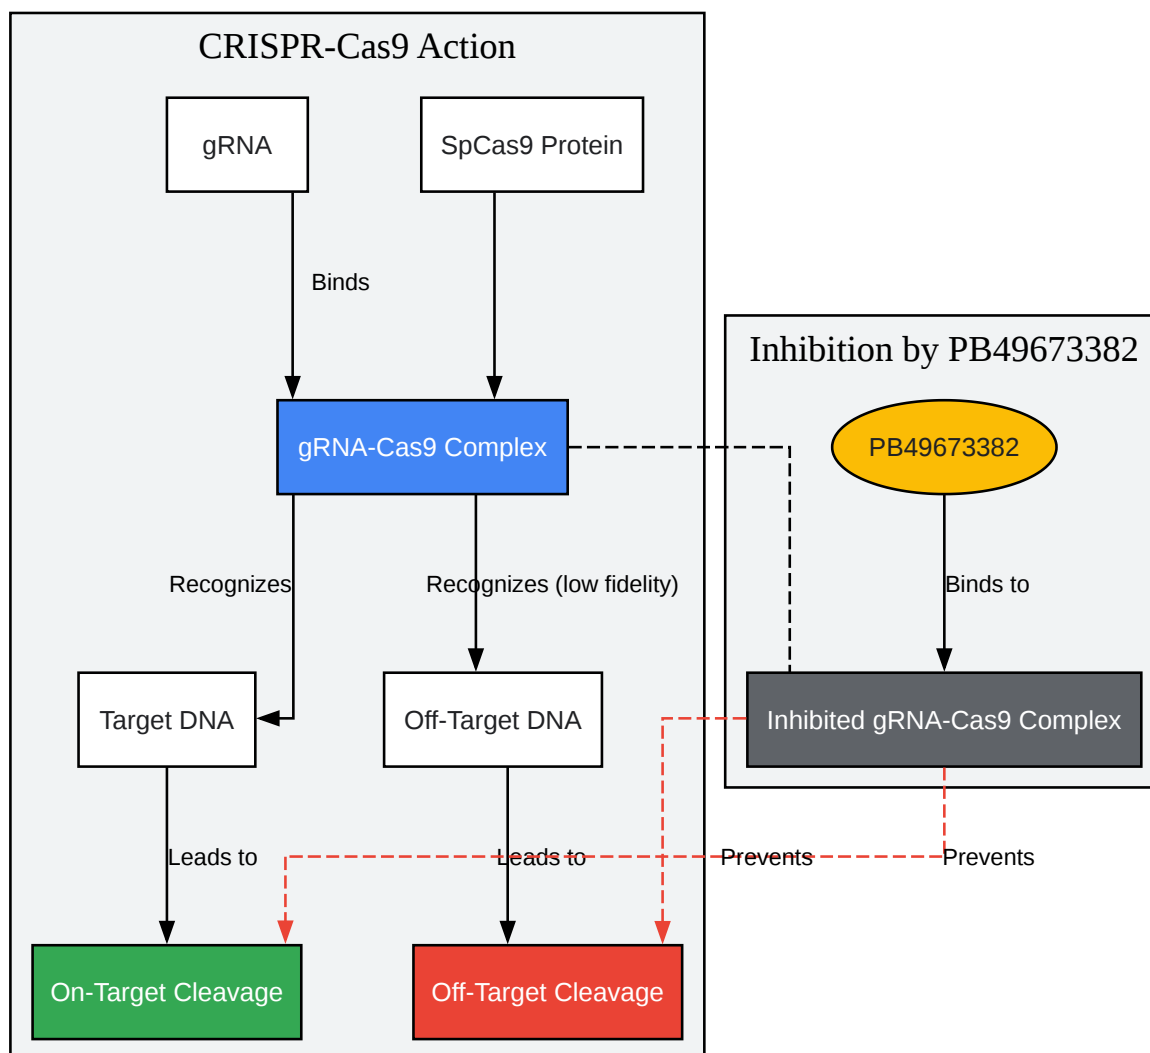 CRISPR-Cas9 Action
gRNA
SpCas9 Protein
Binds
Inhibition by PB49673382
gRNA-Cas9 Complex
PB49673382
Recognizes
Recognizes (low fidelity)
Binds to
Target DNA
Off-Target DNA
Inhibited gRNA-Cas9 Complex
Leads to
Leads to
Prevents
Prevents
On-Target Cleavage
Off-Target Cleavage